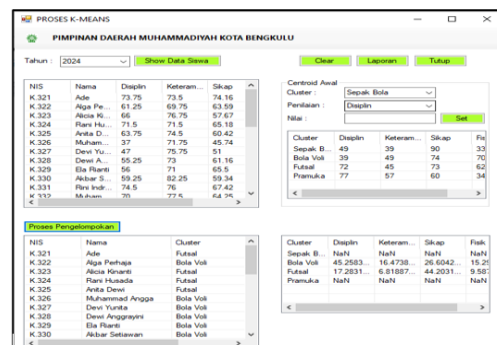 PROSES K-MEANS
PIMPINAN DAERAH MUHAMMADIYAH KOTA BENGKULU
Tahun : 2024 Show Data Siswa Clear Laporan Tutup
NIS Nama Disiplin Keteram... Sikap
K.321 Ade 73.75 73.5 74.16
K.322 Alga Pe... 61.25 69.75 63.59
K.323 Alicia Ki... 66 76.75 57.67
K.324 Rani Hu... 71.5 71.5 65.18
K.325 Anita D... 63.75 74.5 60.42
K.326 Muham... 37 71.75 45.74
K.327 Devi Yu... 47 75.75 51
K.328 Dewi A... 55.25 73 61.16
K.329 Ela Rianti 56 71 65.5
K.330 Akbar S... 59.25 82.25 59.34
K.331 Rini Indr... 74.5 76 67.42
K.332 Muham... 70 77.5 64.25
Centroid Awal
Cluster : Sepak Bola
Penilaian : Disiplin
Nilai : Set
Cluster Disiplin Keteram... Sikap Fis
Sepak B... 49 39 90 33
Bola Voli 39 49 74 70
Futsal 72 45 73 62
Pramuka 77 57 60 34
Proses Pengelompokan
NIS Nama Cluster
K.321 Ade Futsal
K.322 Alga Perhaja Bola Voli
K.323 Alicia Kinanti Futsal
K.324 Rani Husada Futsal
K.325 Anita Dewi Futsal
K.326 Muhammad Angga Bola Voli
K.327 Devi Yunita Bola Voli
K.328 Dewi Anggrayini Bola Voli
K.329 Ela Rianti Bola Voli
K.330 Akbar Setiawan Bola Voli
Cluster Disiplin Keteram... Sikap Fisik
Sepak B... NaN NaN NaN NaN
Bola Voli 45.2583... 16.4738... 26.6042... 15.25
Futsal 17.2831... 6.81887... 44.2031... 9.587
Pramuka NaN NaN NaN NaN